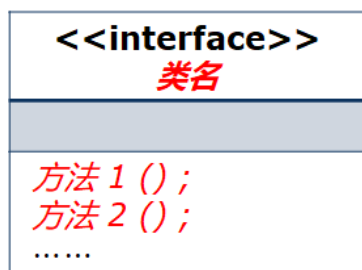 <<interface>>
类名
方法 1 () ;
方法 2 () ;
……